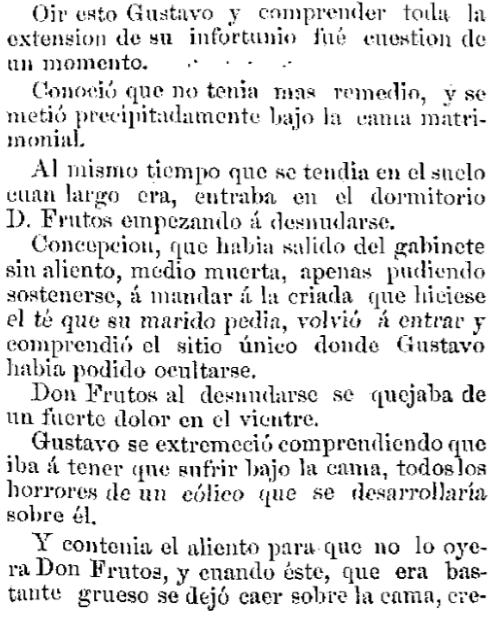 Oir esto Gustavo y comprender toda la
extension de su infortunio fué cuestion de
un momento.
Conoció que no tenia mas remedio, y se
metió precipitadamente bajo la cama matri-
monial.
Al mismo tiempo que se tendia en el suelo
cuan largo era, entraba en el dormitorio
D. Frutos empezando á desnudarse.
Concepcion, que habia salido del gabinete
sin aliento, medio muerta, apenas pudiendo
sostenerse, á mandar á la criada que hiciese
el té que su marido pedia, volvió á entrar y
comprendió el sitio único donde Gustavo
habia podido ocultarse.
Don Frutos al desnudarse se quejaba de
un fuerte dolor en el vientre.
Gustavo se extremeció comprendiendo que
iba á tener que sufrir bajo la cama, todos los
horrores de un cólico que se desarrollaría
sobre él.
Y contenia el aliento para que no lo oye-
ra Don Frutos, y cuando éste, que era bas-
tante grueso se dejó caer sobre la cama, cre-